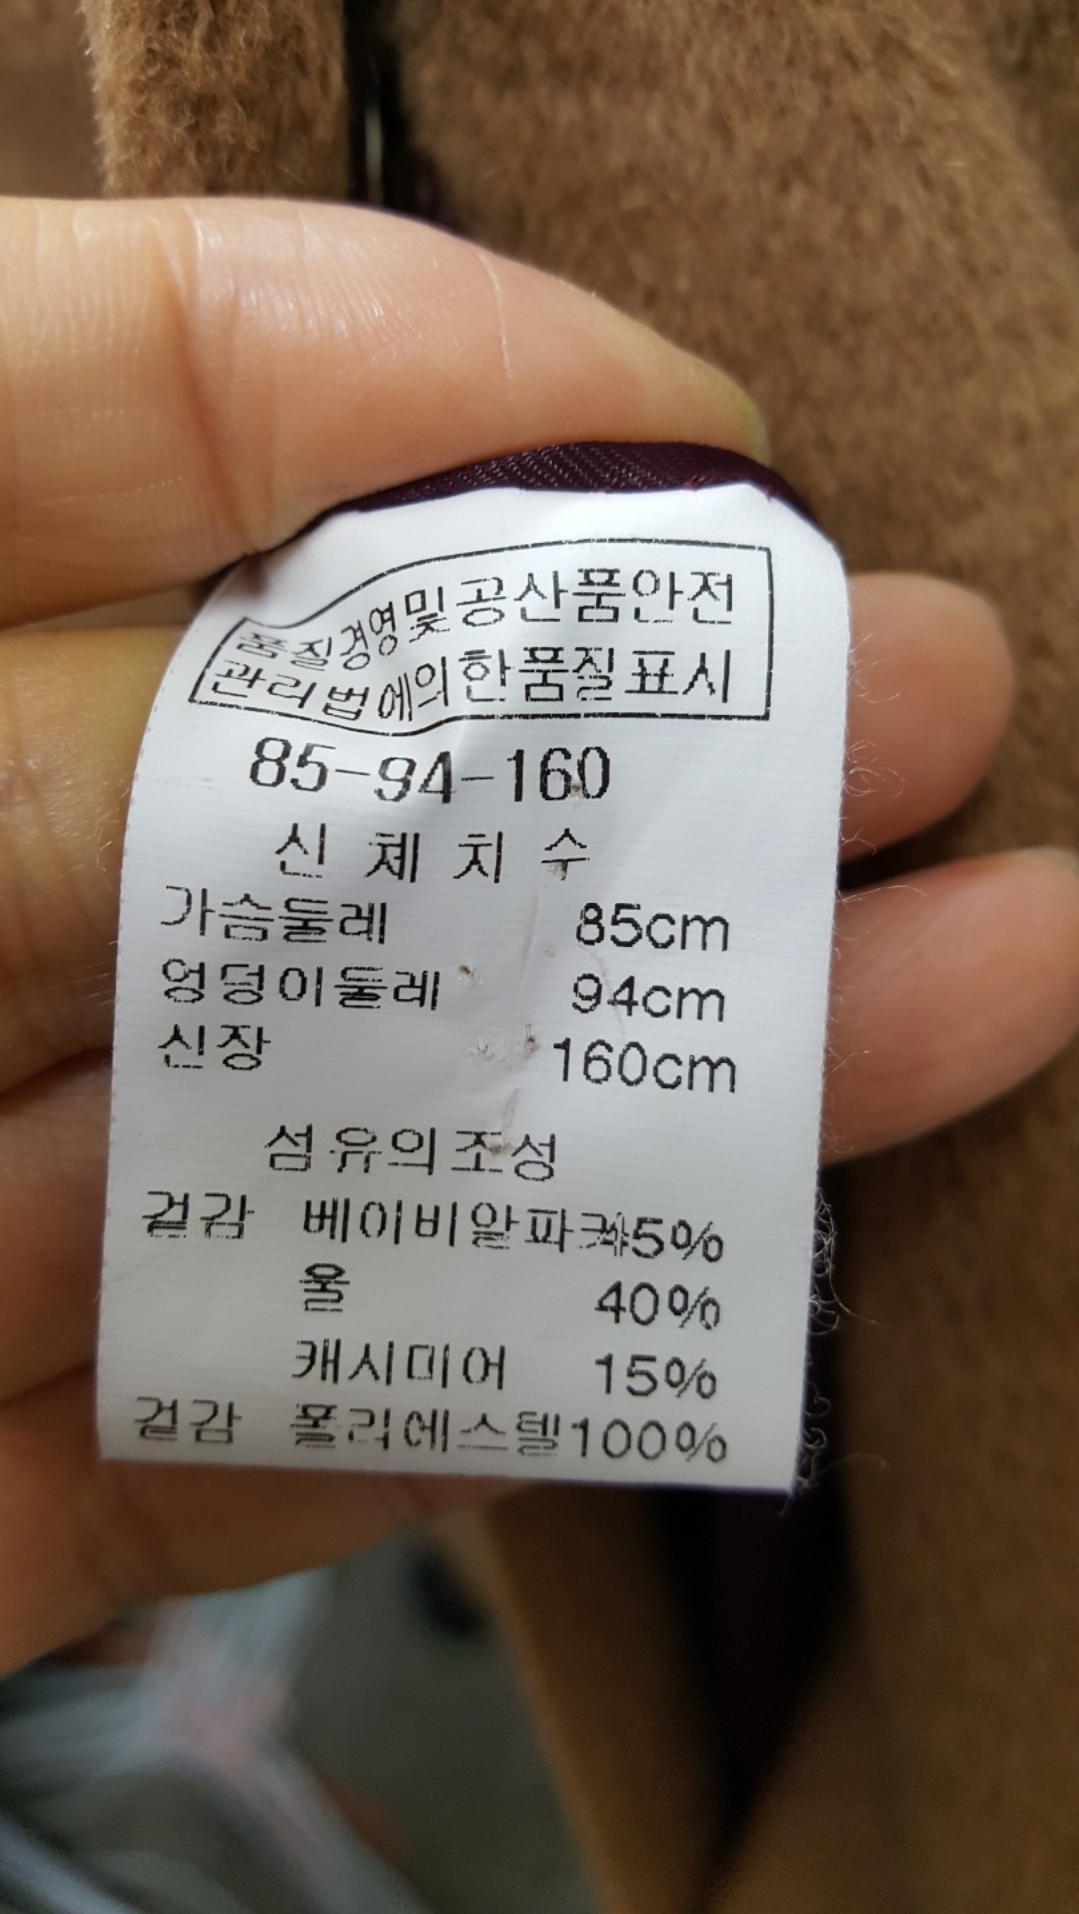 품질경영및공산품안전
관리법에의한품질표시
85-94-160
신체치수
가슴둘레 85cm
엉덩이둘레 94cm
신장 160cm
섬유의조성
겉감 베이비알파카45%
울 40%
캐시미어 15%
겉감 폴리에스텔100%